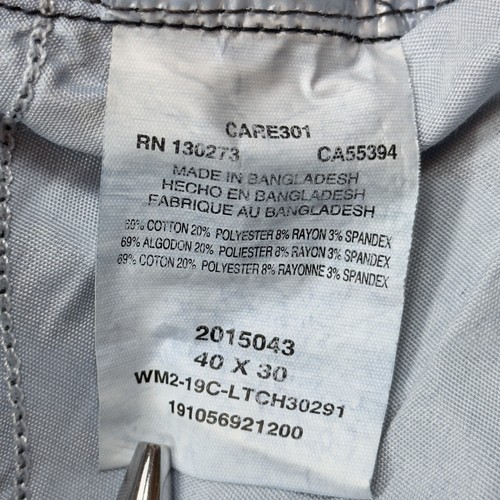 CARE301
RN 130273 CA55394
MADE IN BANGLADESH
HECHO EN BANGLADESH
FABRIQUE AU BANGLADESH
69% COTTON 20% POLYESTER 8% RAYON 3% SPANDEX
69% ALGODON 20% POLIESTER 8% RAYON 3% SPANDEX
69% COTON 20% POLYESTER 8% RAYONNE 3% SPANDEX
2015043
40 X 30
WM2-19C-LTCH30291
191056921200